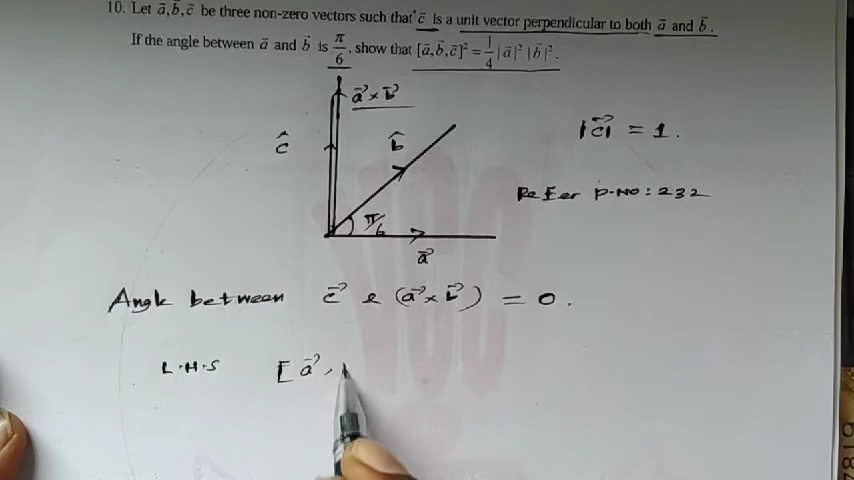 10. Let a⃗, b⃗, c⃗ be three non-zero vectors such that c⃗ is a unit vector perpendicular to both a⃗ and b⃗.
If the angle between a⃗ and b⃗ is π/6, show that [a⃗, b⃗, c⃗]² = 1/4 |a⃗|² |b⃗|².
a⃗ × b⃗
ĉ
b̂
|c⃗| = 1.
Refer P.NO: 232
π/6
a⃗
Angle between c⃗ & (a⃗ × b⃗) = 0.
L.H.S [a⃗,
7819